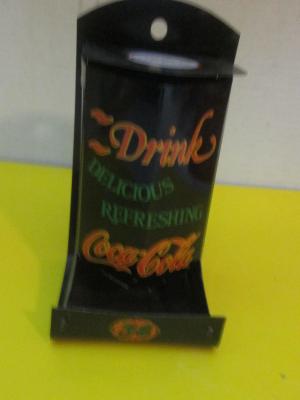 Drink
DELICIOUS
REFRESHING
Coca-Cola